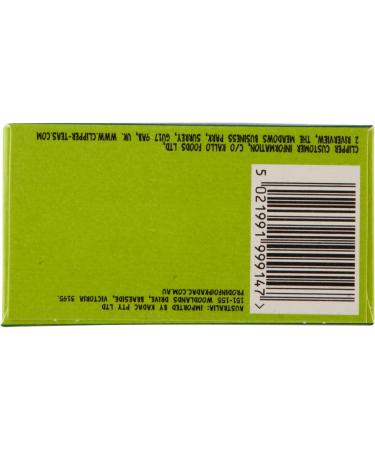 CLIPPER CUSTOMER INFORMATION, C/O KALLO FOODS LTD,
2 RIVERVIEW, THE MEADOWS BUSINESS PARK, SURREY, GU17 9AB, UK. WWW.CLIPPER-TEAS.COM
5 021991 999147 >
AUSTRALIA: IMPORTED BY KADAC PTY LTD
151-155 WOODLANDS DRIVE, BRAESIDE, VICTORIA 3195.
PRODINFO@KADAC.COM.AU